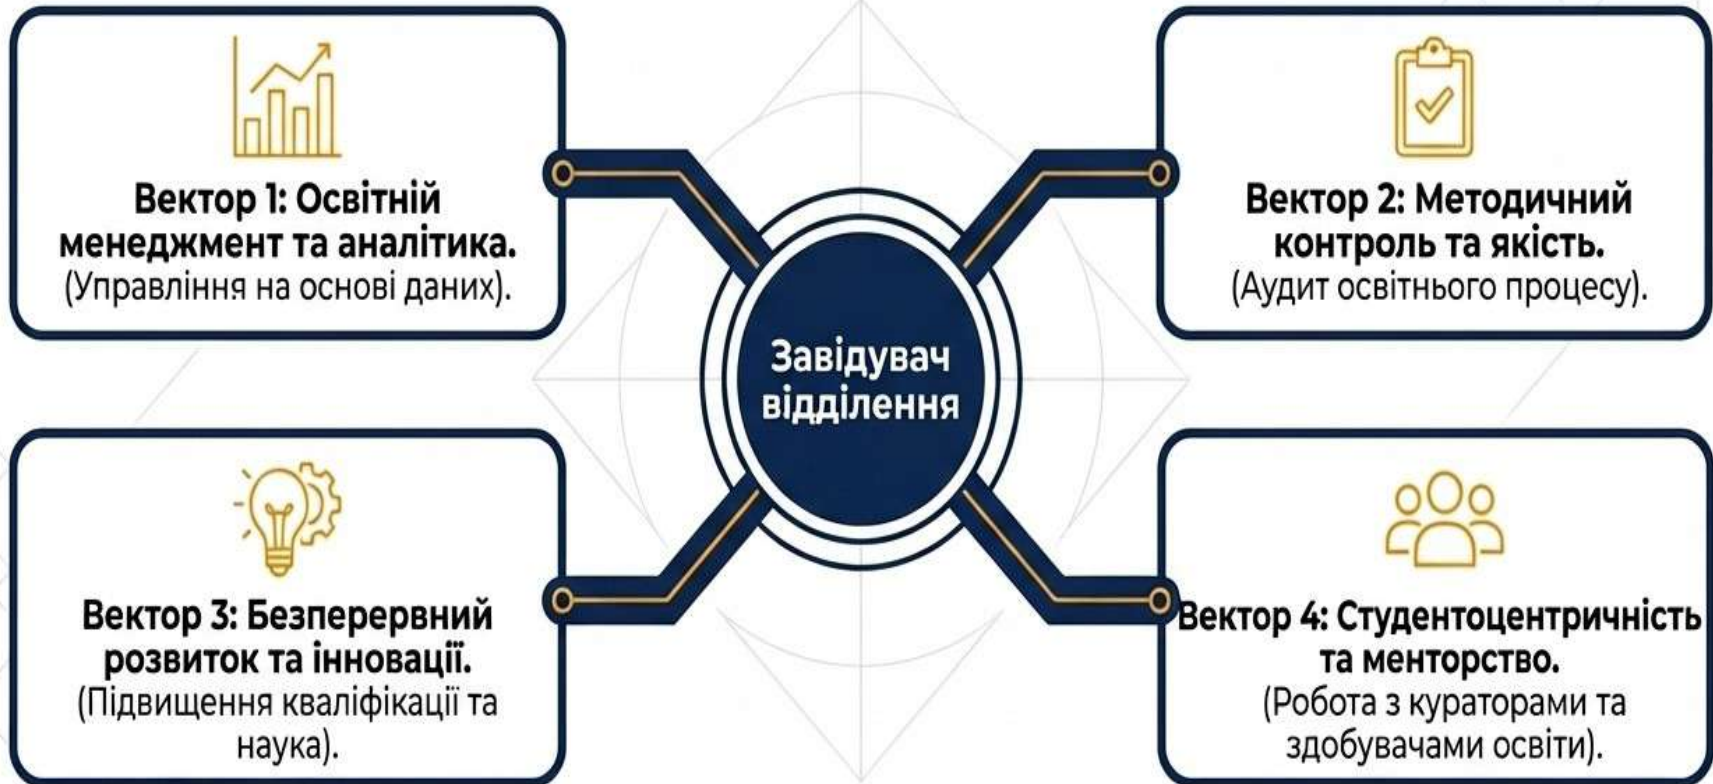 Вектор 1: Освітній
менеджмент та аналітика.
(Управління на основі даних).
Вектор 2: Методичний
контроль та якість.
(Аудит освітнього процесу).
Завідувач
відділення
Вектор 3: Безперервний
розвиток та інновації.
(Підвищення кваліфікації та
наука).
Вектор 4: Студентоцентричність
та менторство.
(Робота з кураторами та
здобувачами освіти).